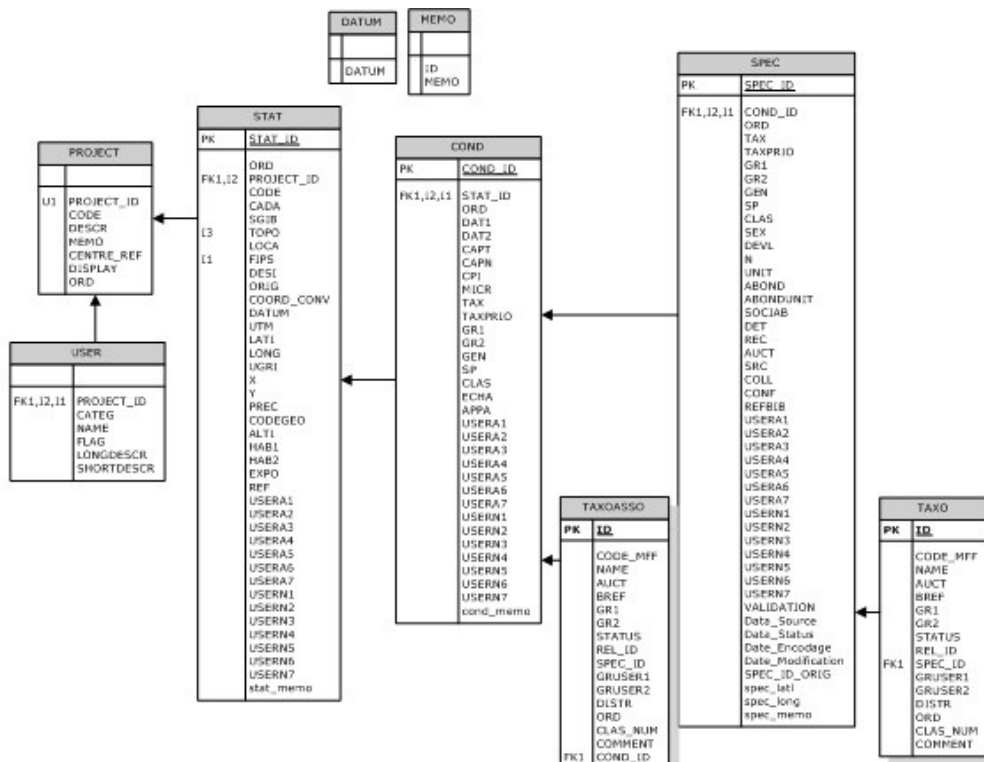 DATUM
DATUM
MEMO
ID
MEMO
PROJECT
U1 PROJECT_ID
CODE
DESCR
MEMO
CENTRE_REF
DISPLAY
ORD
USER
FK1,I2,I1 PROJECT_ID
CATEG
NAME
FLAG
LONGDESCR
SHORTDESCR
STAT
PK STAT_ID
ORD
FK1,I2 PROJECT_ID
CODE
CADA
SGIB
I3 TOPO
LOCA
I1 FIPS
DESI
ORIG
COORD_CONV
DATUM
UTM
LATI
LONG
UGRI
X
Y
PREC
CODEGEO
ALTI
HAB1
HAB2
EXPO
REF
USERA1
USERA2
USERA3
USERA4
USERA5
USERA6
USERA7
USERN1
USERN2
USERN3
USERN4
USERN5
USERN6
USERN7
stat_memo
COND
PK COND_ID
FK1,I2,I1 STAT_ID
ORD
DAT1
DAT2
CAPT
CAPN
CPI
MICR
TAX
TAXPRIO
GR1
GR2
GEN
SP
CLAS
ECHA
APPA
USERA1
USERA2
USERA3
USERA4
USERA5
USERA6
USERA7
USERN1
USERN2
USERN3
USERN4
USERN5
USERN6
USERN7
cond_memo
TAXOASSO
PK ID
CODE_MFF
NAME
AUCT
BREF
GR1
GR2
STATUS
REL_ID
SPEC_ID
GRUSER1
GRUSER2
DISTR
ORD
CLAS_NUM
COMMENT
FK1 COND_ID
SPEC
PK SPEC_ID
FK1,I2,I1 COND_ID
ORD
TAX
TAXPRIO
GR1
GR2
GEN
SP
CLAS
SEX
DEVL
N
UNIT
ABOND
ABONDUNIT
SOCIAB
DET
REC
AUCT
SRC
COLL
CONF
REFBIB
USERA1
USERA2
USERA3
USERA4
USERA5
USERA6
USERA7
USERN1
USERN2
USERN3
USERN4
USERN5
USERN6
USERN7
VALIDATION
Data_Source
Data_Status
Date_Encodage
Date_Modification
SPEC_ID_ORIG
spec_lati
spec_long
spec_memo
TAXO
PK ID
CODE_MFF
NAME
AUCT
BREF
GR1
GR2
STATUS
REL_ID
FK1 SPEC_ID
GRUSER1
GRUSER2
DISTR
ORD
CLAS_NUM
COMMENT